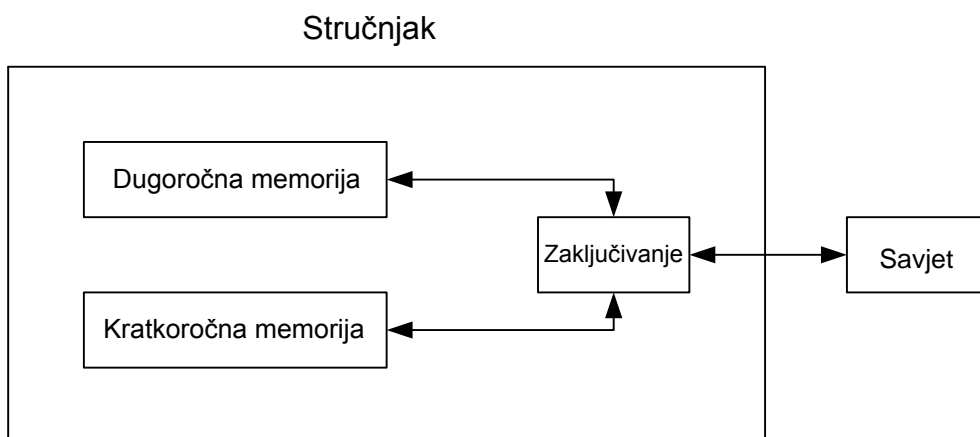 Stručnjak
Dugoročna memorija
Zaključivanje
Savjet
Kratkoročna memorija